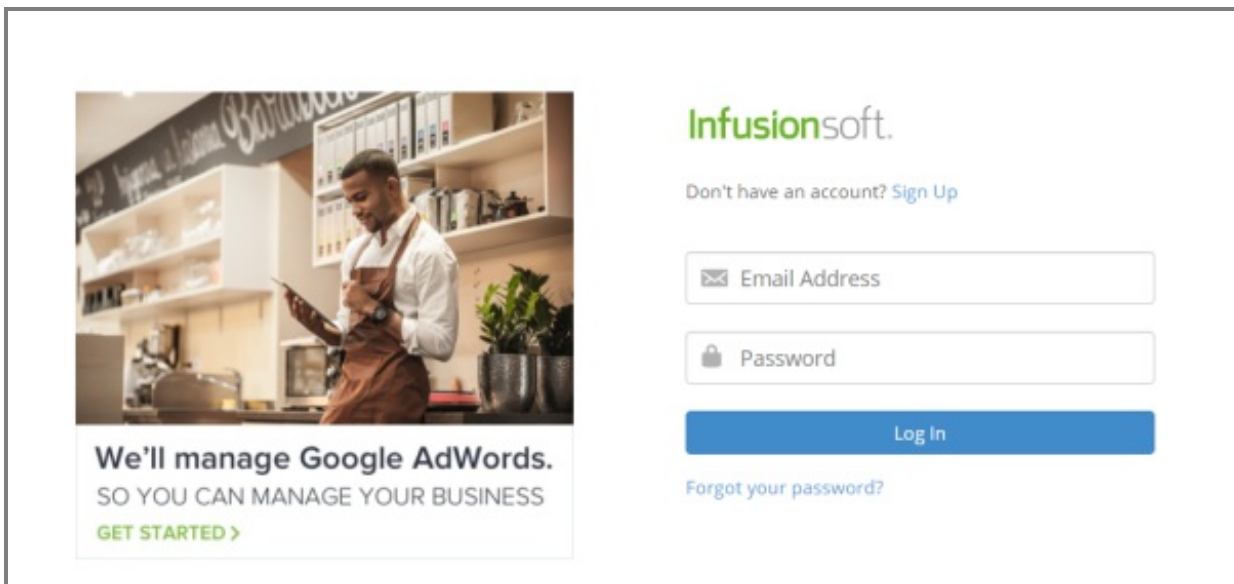 We'll manage Google AdWords.
SO YOU CAN MANAGE YOUR BUSINESS
GET STARTED >
Infusionsoft.
Don't have an account? Sign Up
Email Address
Password
Log In
Forgot your password?